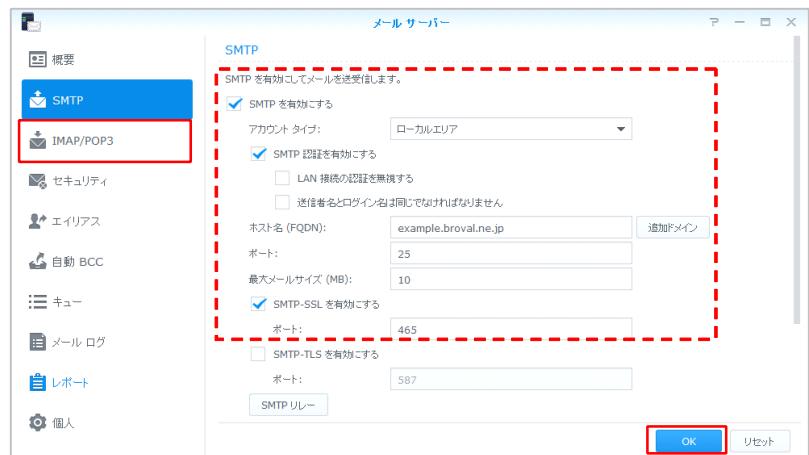 メール サーバー
概要
SMTP
IMAP/POP3
セキュリティ
エイリアス
自動 BCC
キュー
メール ログ
レポート
個人
SMTP
SMTP を有効にしてメールを送受信します。
SMTP を有効にする
アカウント タイプ: ローカルエリア
SMTP 認証を有効にする
LAN 接続の認証を無視する
送信者名とログイン名は同じでなければなりません
ホスト名 (FQDN): example.broval.ne.jp 追加ドメイン
ポート: 25
最大メールサイズ (MB): 10
SMTP-SSL を有効にする
ポート: 465
SMTP-TLS を有効にする
ポート: 587
SMTP リレー
OK リセット